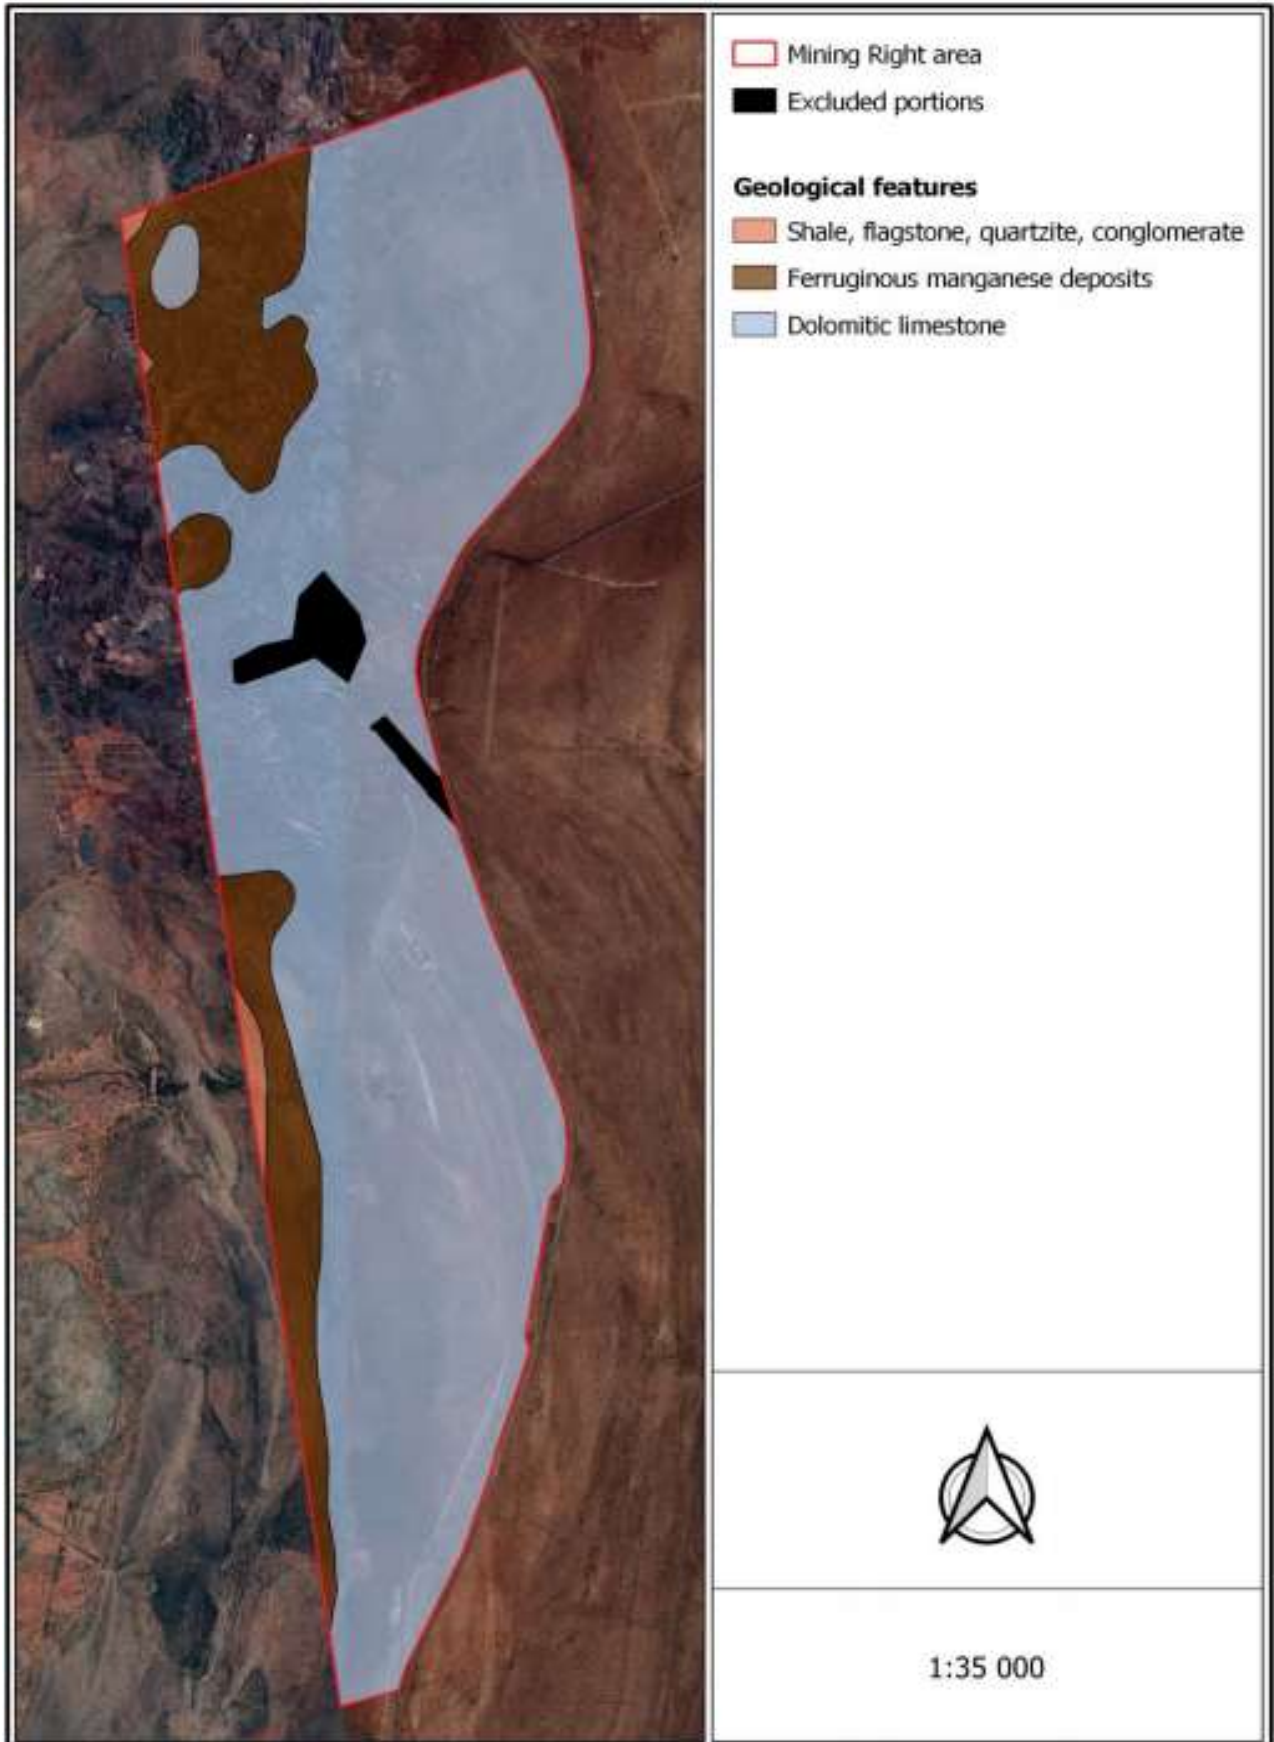 Mining Right area
Excluded portions
Geological features
Shale, flagstone, quartzite, conglomerate
Ferruginous manganese deposits
Dolomitic limestone
1:35 000